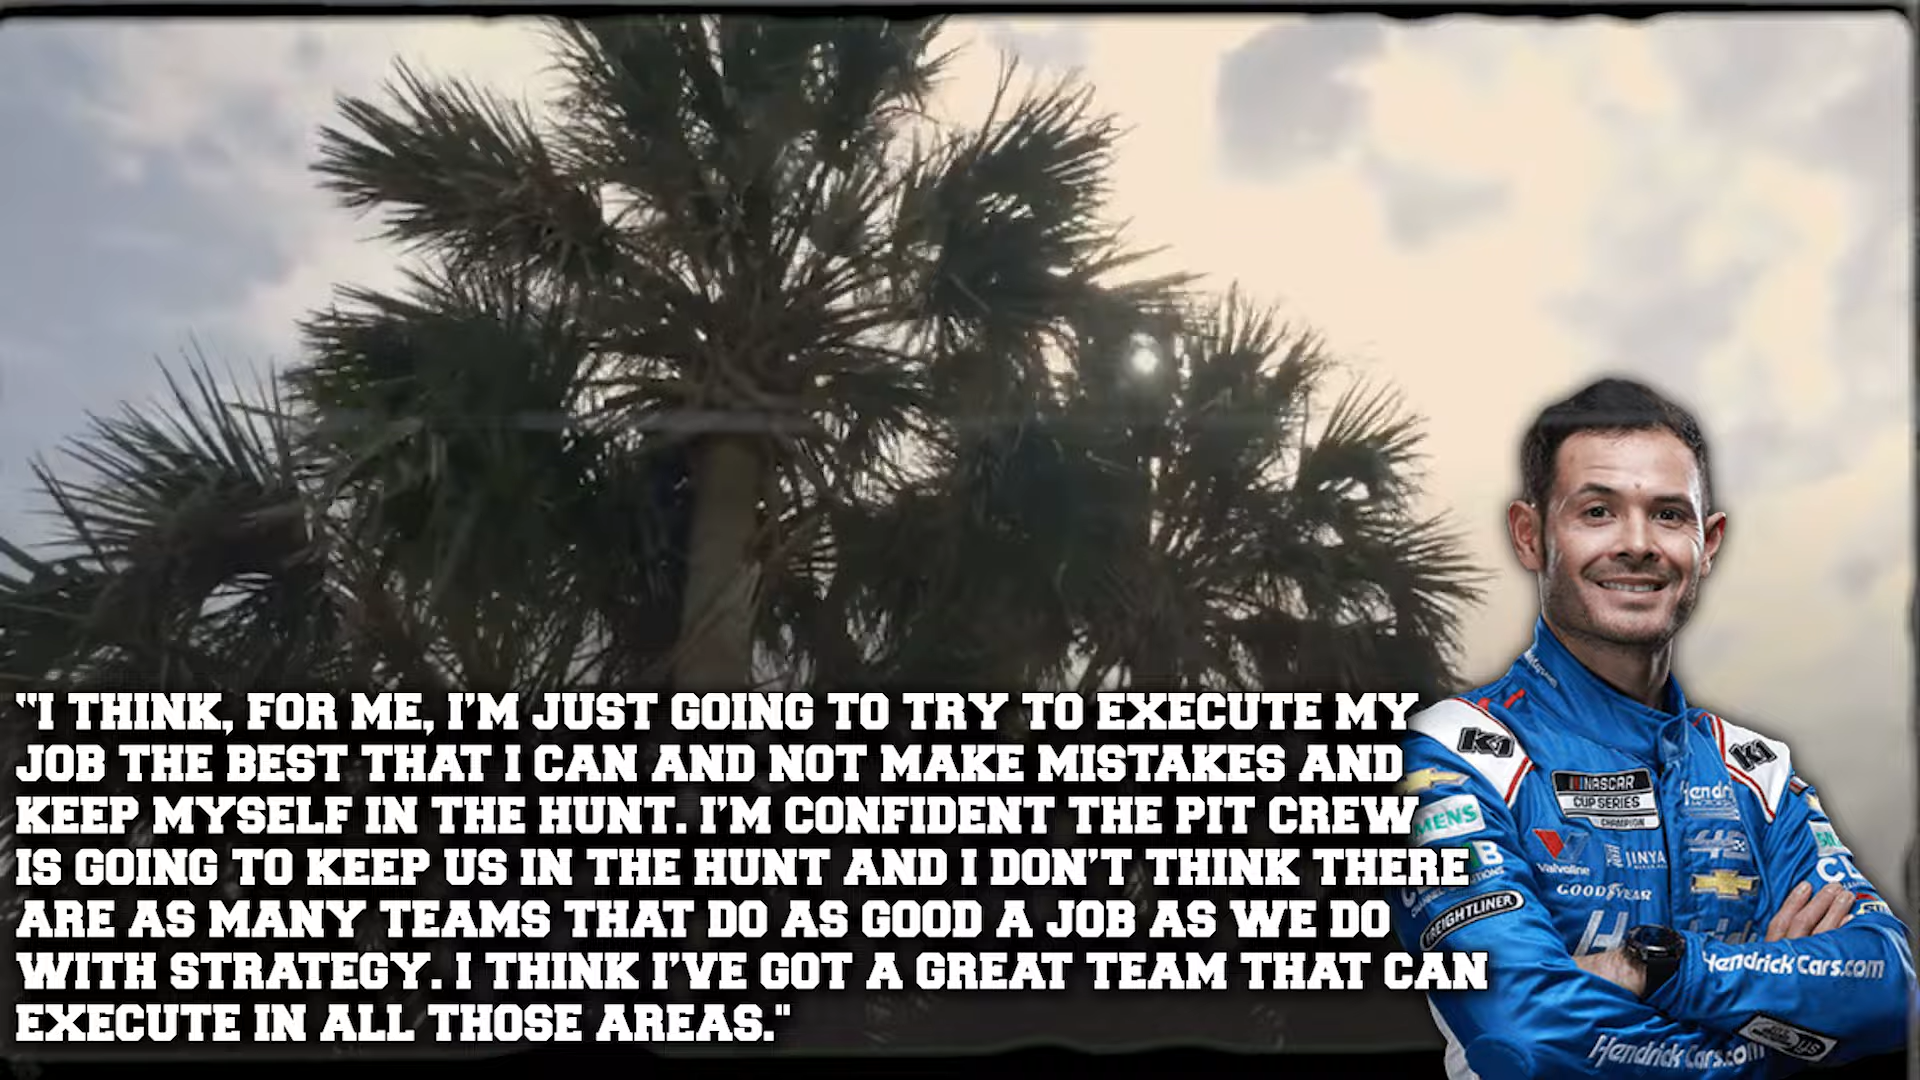 "I THINK, FOR ME, I'M JUST GOING TO TRY TO EXECUTE MY
JOB THE BEST THAT I CAN AND NOT MAKE MISTAKES AND
KEEP MYSELF IN THE HUNT. I'M CONFIDENT THE PIT CREW
IS GOING TO KEEP US IN THE HUNT AND I DON'T THINK THERE
ARE AS MANY TEAMS THAT DO AS GOOD A JOB AS WE DO
WITH STRATEGY. I THINK I'VE GOT A GREAT TEAM THAT CAN
EXECUTE IN ALL THOSE AREAS."
K1
K1
NASCAR
CUP SERIES
CHAMPION
Valvoline
JINYA
GOODYEAR
FREIGHTLINER
HendrickCars.com
HendrickCars.com